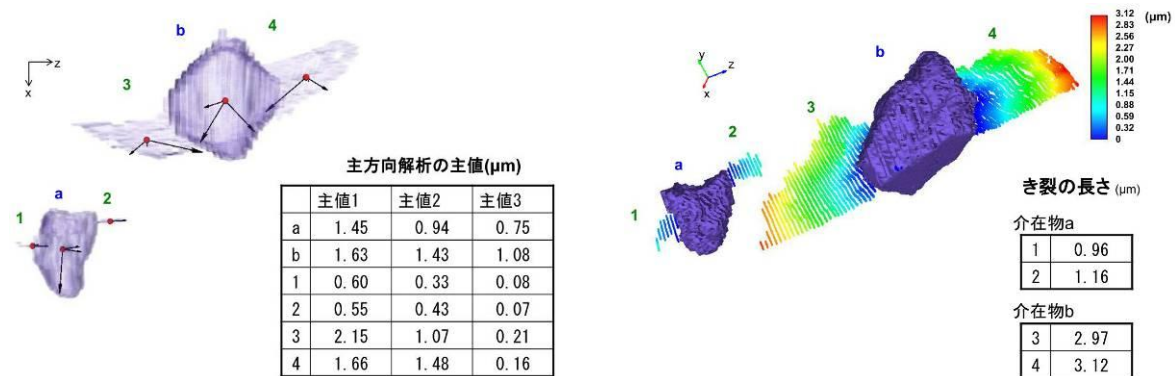 b
4
z
x
3
a
1
2
主方向解析の主値(μm)
主値1 主値2 主値3
a 1.45 0.94 0.75
b 1.63 1.43 1.08
1 0.60 0.33 0.08
2 0.55 0.43 0.07
3 2.15 1.07 0.21
4 1.66 1.48 0.16
y
z
x
b
4
3
2
a
1
3.12 (μm)
2.83
2.56
2.27
2.00
1.71
1.44
1.15
0.88
0.59
0.32
0
き裂の長さ (μm)
介在物a
1 0.96
2 1.16
介在物b
3 2.97
4 3.12